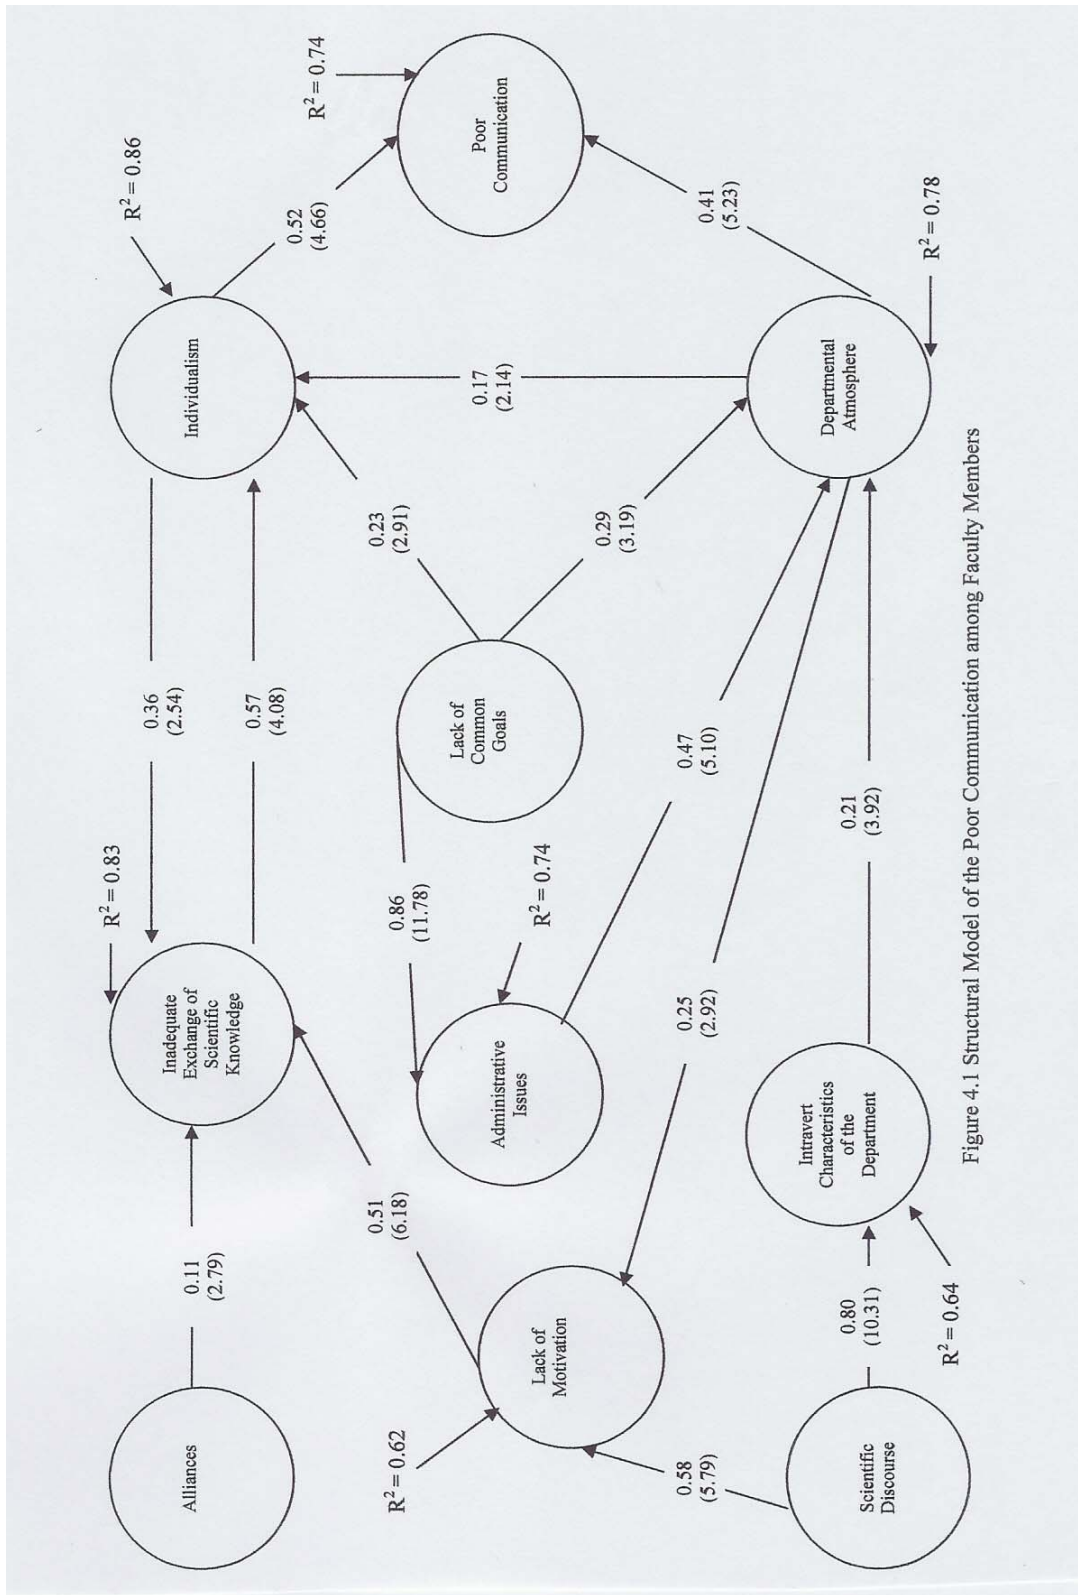 Alliances
0.11
(2.79)
R² = 0.83
Inadequate
Exchange of
Scientific
Knowledge
0.36
(2.54)
0.57
(4.08)
R² = 0.86
Individualism
R² = 0.62
0.51
(6.18)
0.86
(11.78)
0.23
(2.91)
0.52
(4.66)
R² = 0.74
Lack of
Motivation
Administrative
Issues
R² = 0.74
Lack of
Common
Goals
0.17
(2.14)
Poor
Communication
0.58
(5.79)
0.25
(2.92)
0.47
(5.10)
0.29
(3.19)
0.41
(5.23)
Scientific
Discourse
0.80
(10.31)
R² = 0.64
Intravert
Characteristics
of the
Department
0.21
(3.92)
Departmental
Atmosphere
R² = 0.78
Figure 4.1 Structural Model of the Poor Communication among Faculty Members